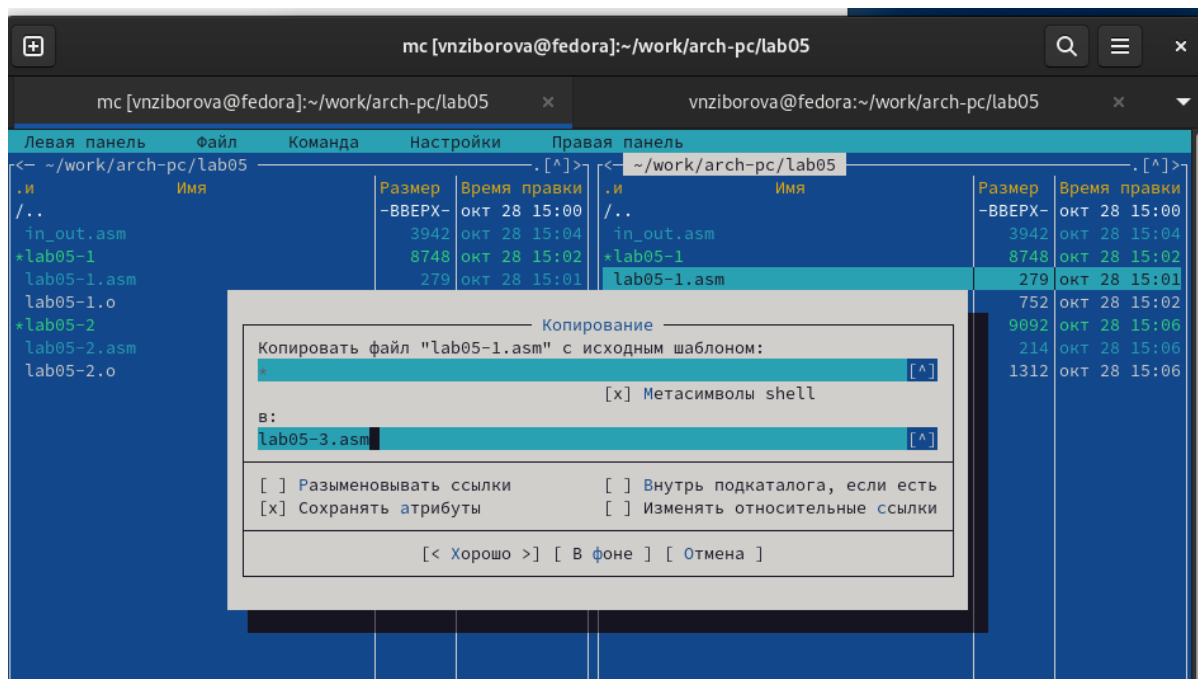 mc [vnziborova@fedora]:~/work/arch-pc/lab05
mc [vnziborova@fedora]:~/work/arch-pc/lab05 vnziborova@fedora:~/work/arch-pc/lab05
Левая панель Файл Команда Настройки Правая панель
<— ~/work/arch-pc/lab05 .[^]> <— ~/work/arch-pc/lab05 .[^]>
.и Имя Размер Время правки .и Имя Размер Время правки
/.. -ВВЕРХ- окт 28 15:00 /.. -ВВЕРХ- окт 28 15:00
in_out.asm 3942 окт 28 15:04 in_out.asm 3942 окт 28 15:04
*lab05-1 8748 окт 28 15:02 *lab05-1 8748 окт 28 15:02
lab05-1.asm 279 окт 28 15:01 lab05-1.asm 279 окт 28 15:01
lab05-1.o 752 окт 28 15:02
*lab05-2 Копирование 9092 окт 28 15:06
lab05-2.asm Копировать файл "lab05-1.asm" с исходным шаблоном: 214 окт 28 15:06
lab05-2.o * [^] 1312 окт 28 15:06
[x] Метасимволы shell
в:
lab05-3.asm [^]
[ ] Разыменовывать ссылки [ ] Внутрь подкаталога, если есть
[x] Сохранять атрибуты [ ] Изменять относительные ссылки
[< Хорошо >] [ В фоне ] [ Отмена ]